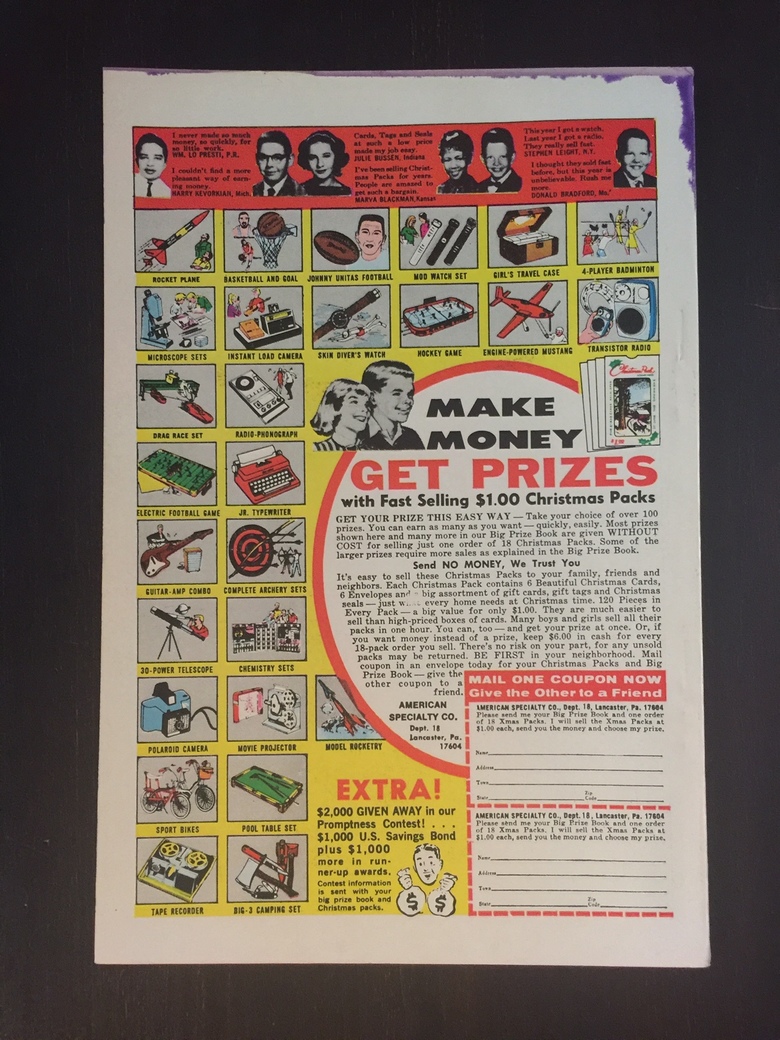 I never made so much
money, so quickly, for
so little work.
WM. LO PRESTI, P.R.
I couldn't find a more
pleasant way of earn-
ing money.
HARRY KEVORKIAN, Mich.
Cards, Tags and Seals
at such a low price
made my job easy.
JULIE BUSSEN, Indiana
I've been selling Christ-
mas Packs for years.
People are amazed to
get such a bargain.
MARVA BLACKMAN, Kansas
This year I got a watch.
Last year I got a radio.
They really sell fast.
STEPHEN LEIGHT, N.Y.
I thought they sold fast
before, but this year is
unbelievable. Rush me
more.
DONALD BRADFORD, Mo."
ROCKET PLANE
BASKETBALL AND GOAL
JOHNNY UNITAS FOOTBALL
MOD WATCH SET
GIRL'S TRAVEL CASE
4-PLAYER BADMINTON
MICROSCOPE SETS
INSTANT LOAD CAMERA
SKIN DIVER'S WATCH
HOCKEY GAME
ENGINE-POWERED MUSTANG
TRANSISTOR RADIO
DRAG RACE SET
RADIO-PHONOGRAPH
ELECTRIC FOOTBALL GAME
JR. TYPEWRITER
GUITAR-AMP COMBO
COMPLETE ARCHERY SETS
30-POWER TELESCOPE
CHEMISTRY SETS
POLAROID CAMERA
MOVIE PROJECTOR
MODEL ROCKETRY
SPORT BIKES
POOL TABLE SET
TAPE RECORDER
BIG-3 CAMPING SET
MAKE
MONEY
GET PRIZES
with Fast Selling $1.00 Christmas Packs
GET YOUR PRIZE THIS EASY WAY — Take your choice of over 100
prizes. You can earn as many as you want — quickly, easily. Most prizes
shown here and many more in our Big Prize Book are given WITHOUT
COST for selling just one order of 18 Christmas Packs. Some of the
larger prizes require more sales as explained in the Big Prize Book.
Send NO MONEY, We Trust You
It's easy to sell these Christmas Packs to your family, friends and
neighbors. Each Christmas Pack contains 6 Beautiful Christmas Cards,
6 Envelopes and big assortment of gift cards, gift tags and Christmas
seals — just every home needs at Christmas time. 120 Pieces in
Every Pack — a big value for only $1.00. They are much easier to
sell than high-priced boxes of cards. Many boys and girls sell all their
packs in one hour. You can, too — and get your prize at once. Or, if
you want money instead of a prize, keep $6.00 in cash for every
18-pack order you sell. There's no risk on your part, for any unsold
packs may be returned. BE FIRST in your neighborhood. Mail
coupon in an envelope today for your Christmas Packs and Big
Prize Book — give the
other coupon to a
friend.
AMERICAN
SPECIALTY CO.
Dept. 18
Lancaster, Pa.
17604
MAIL ONE COUPON NOW
Give the Other to a Friend
AMERICAN SPECIALTY CO., Dept. 18, Lancaster, Pa. 17604
Please send me your Big Prize Book and one order
of 18 Xmas Packs. I will sell the Xmas Packs at
$1.00 each, send you the money and choose my prize.
Name
Address
Town
State Zip Code
AMERICAN SPECIALTY CO., Dept. 18, Lancaster, Pa. 17604
Please send me your Big Prize Book and one order
of 18 Xmas Packs. I will sell the Xmas Packs at
$1.00 each, send you the money and choose my prize.
Name
Address
Town
State Zip Code
EXTRA!
$2,000 GIVEN AWAY in our
Promptness Contest! . . .
$1,000 U.S. Savings Bond
plus $1,000
more in run-
ner-up awards.
Contest information
is sent with your
big prize book and
Christmas packs.
$ $